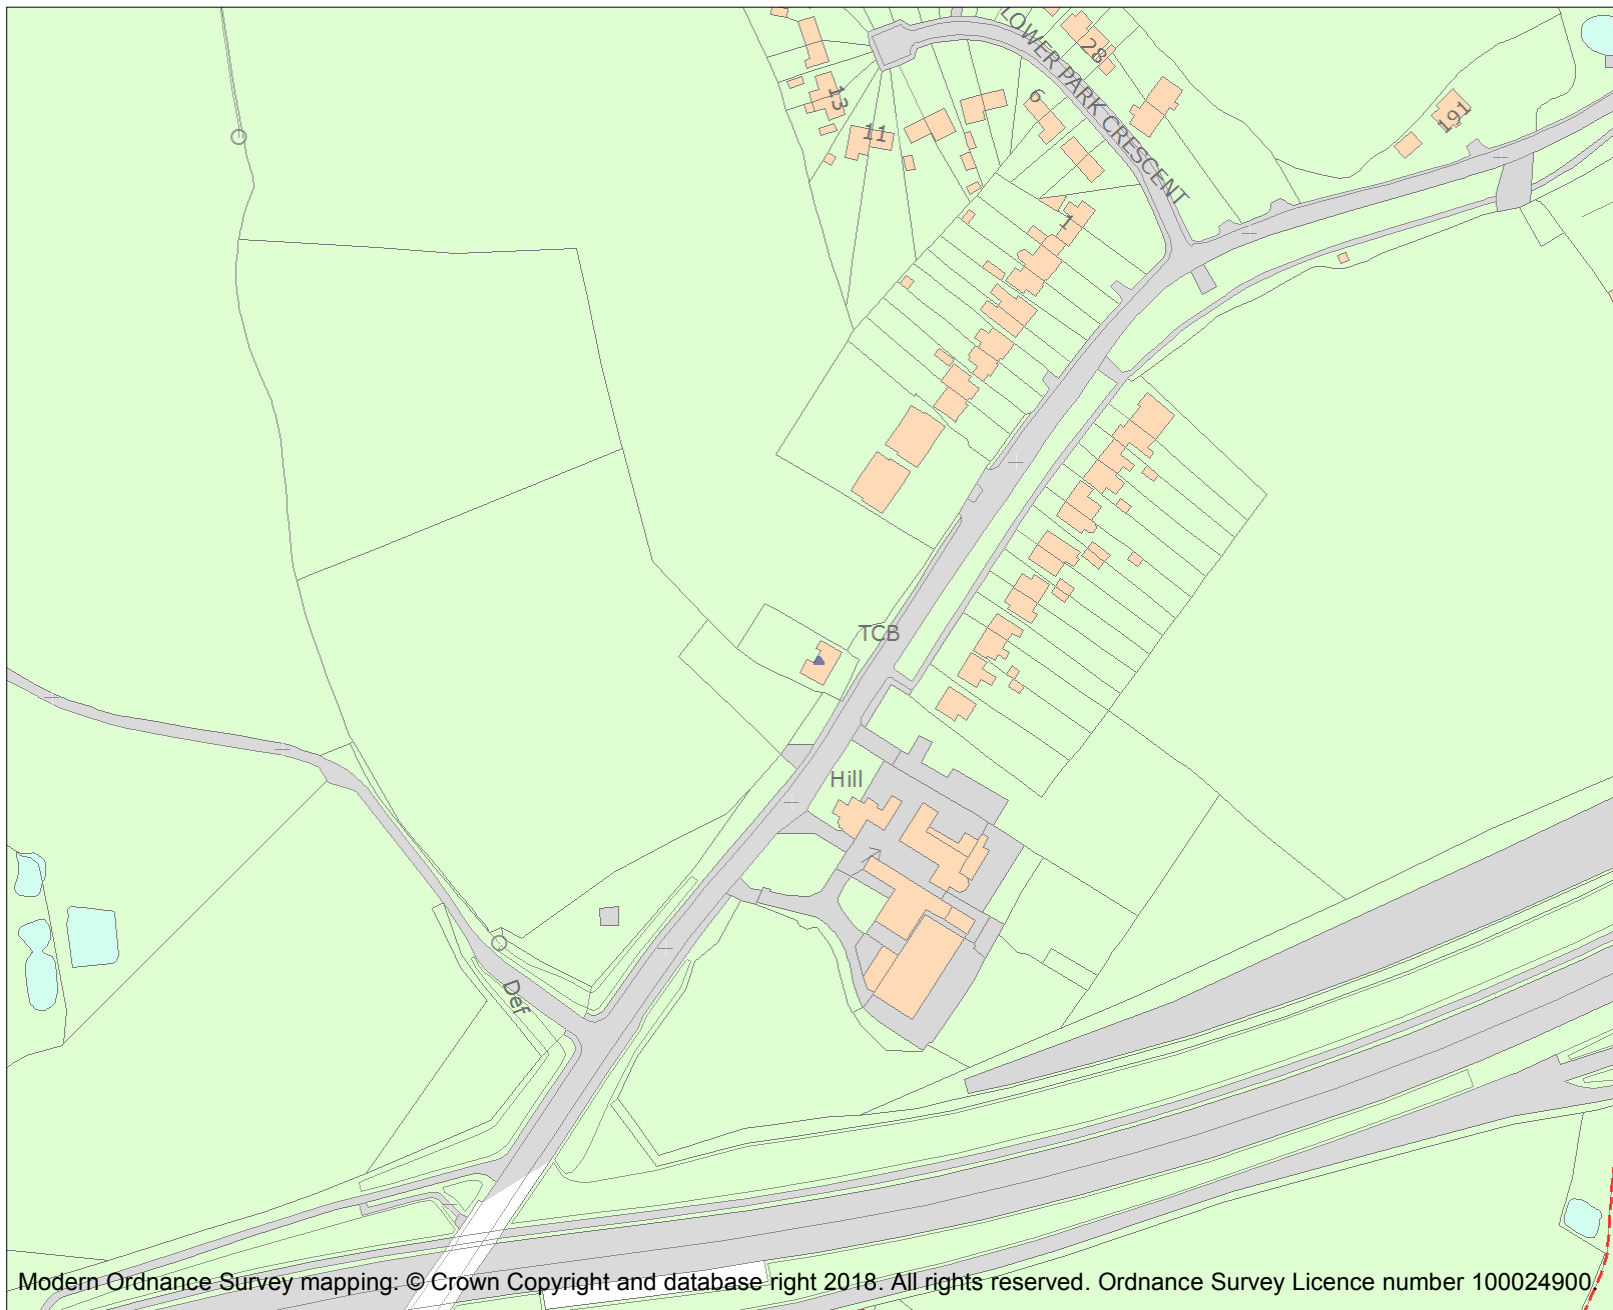 LOWER PARK CRESCENT
28
13
6
11
191
1
TCB
Hill
Def
Modern Ordnance Survey mapping: © Crown Copyright and database right 2018. All rights reserved. Ordnance Survey Licence number 100024900.